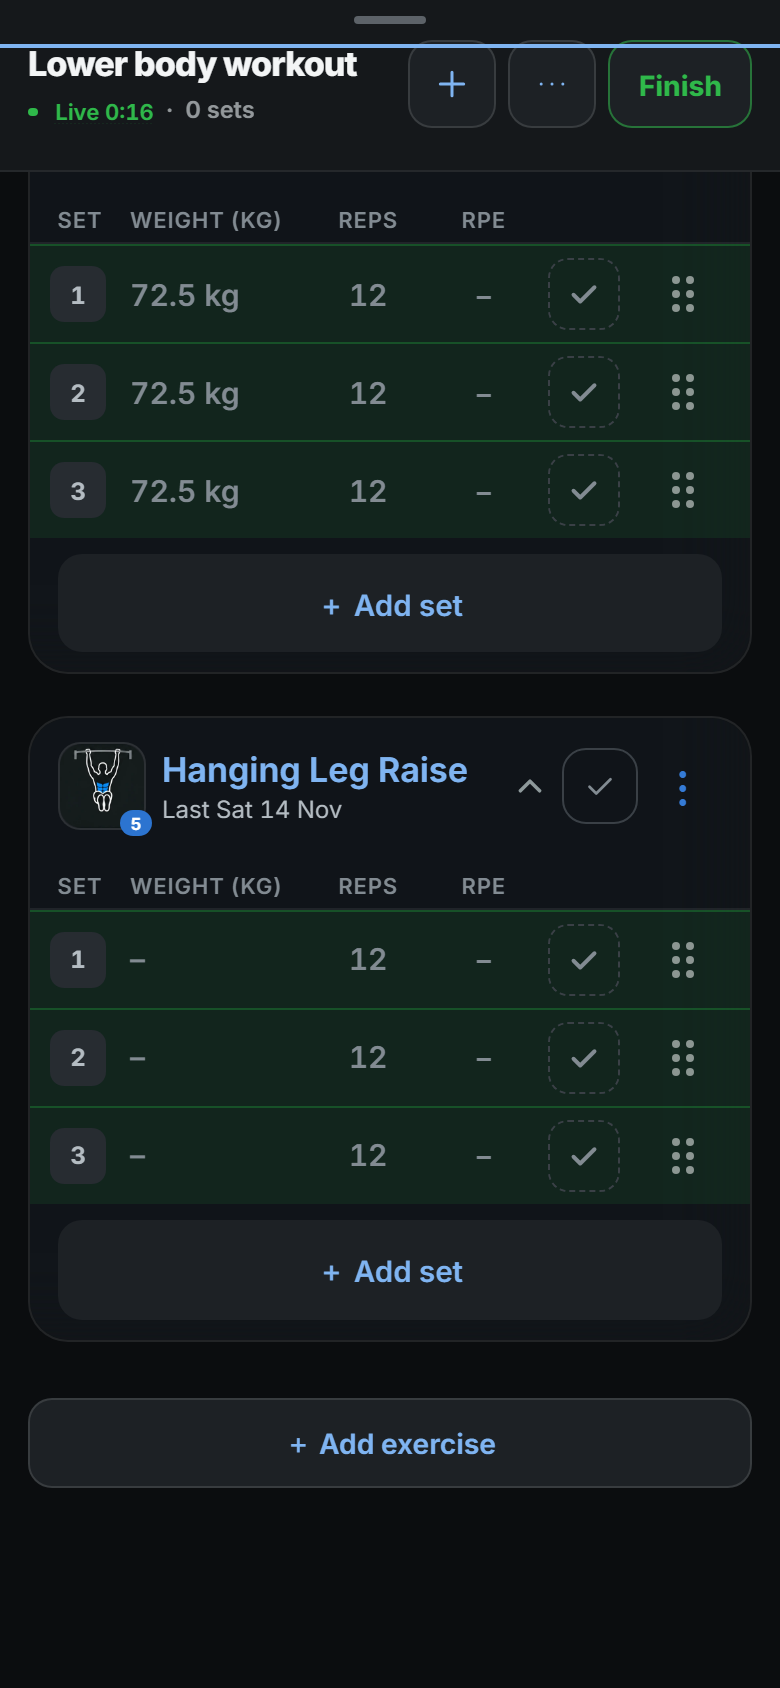 Lower body workout
Live 0:16 · 0 sets
+ ... Finish
SET WEIGHT (KG) REPS RPE
1 72.5 kg 12 –
2 72.5 kg 12 –
3 72.5 kg 12 –
+ Add set
Hanging Leg Raise
Last Sat 14 Nov
5
SET WEIGHT (KG) REPS RPE
1 – 12 –
2 – 12 –
3 – 12 –
+ Add set
+ Add exercise